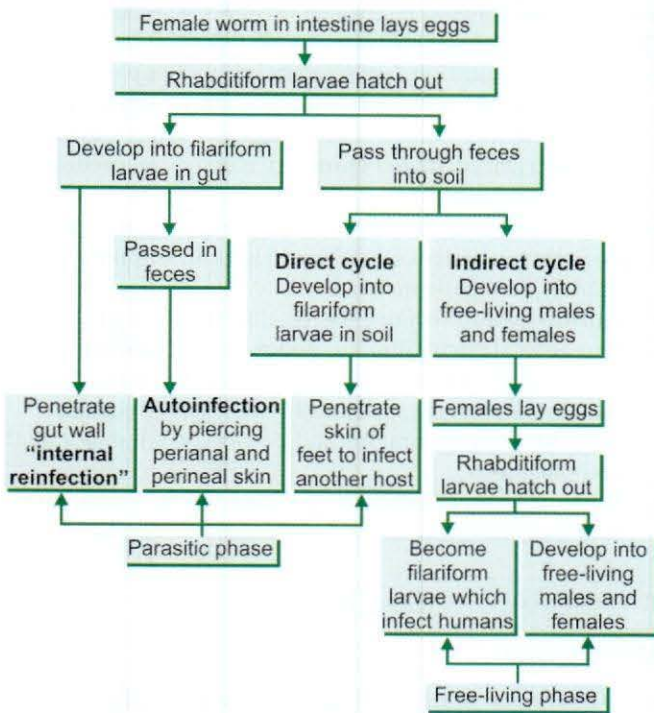 Female worm in intestine lays eggs
Rhabditiform larvae hatch out
Develop into filariform
larvae in gut
Pass through feces
into soil
Passed in
feces
Direct cycle
Develop into
filariform
larvae in soil
Indirect cycle
Develop into
free-living males
and females
Penetrate
gut wall
“internal
reinfection”
Autoinfection
by piercing
perianal and
perineal skin
Penetrate
skin of
feet to infect
another host
Females lay eggs
Rhabditiform
larvae hatch out
Parasitic phase
Become
filariform
larvae which
infect humans
Develop into
free-living
males and
females
Free-living phase